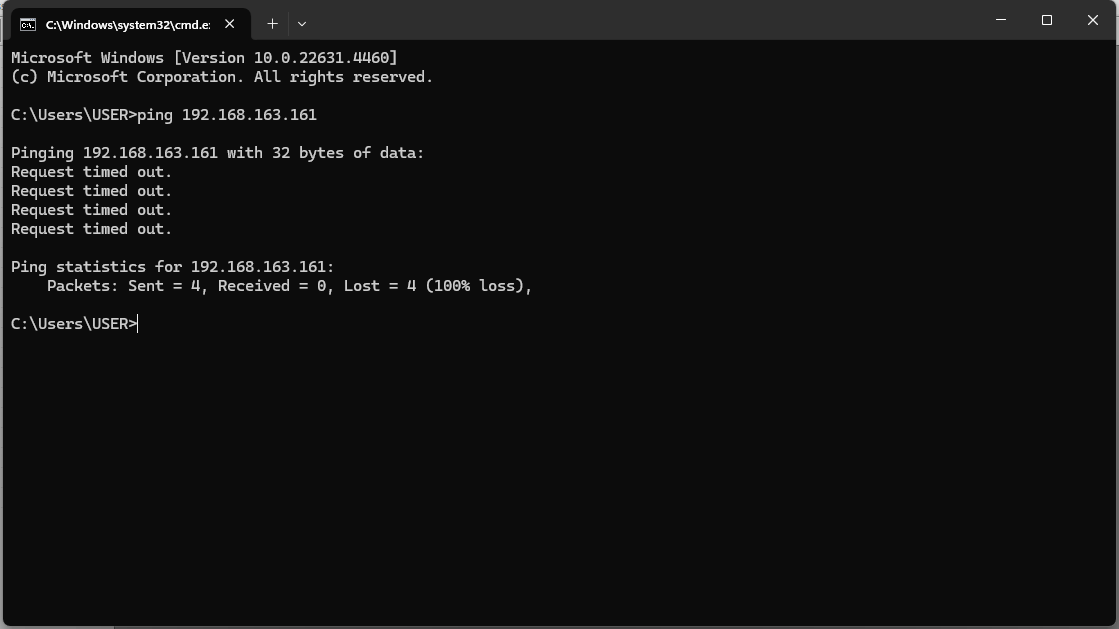 C:\Windows\system32\cmd.e:
Microsoft Windows [Version 10.0.22631.4460]
(c) Microsoft Corporation. All rights reserved.
C:\Users\USER>ping 192.168.163.161
Pinging 192.168.163.161 with 32 bytes of data:
Request timed out.
Request timed out.
Request timed out.
Request timed out.
Ping statistics for 192.168.163.161:
    Packets: Sent = 4, Received = 0, Lost = 4 (100% loss),
C:\Users\USER>